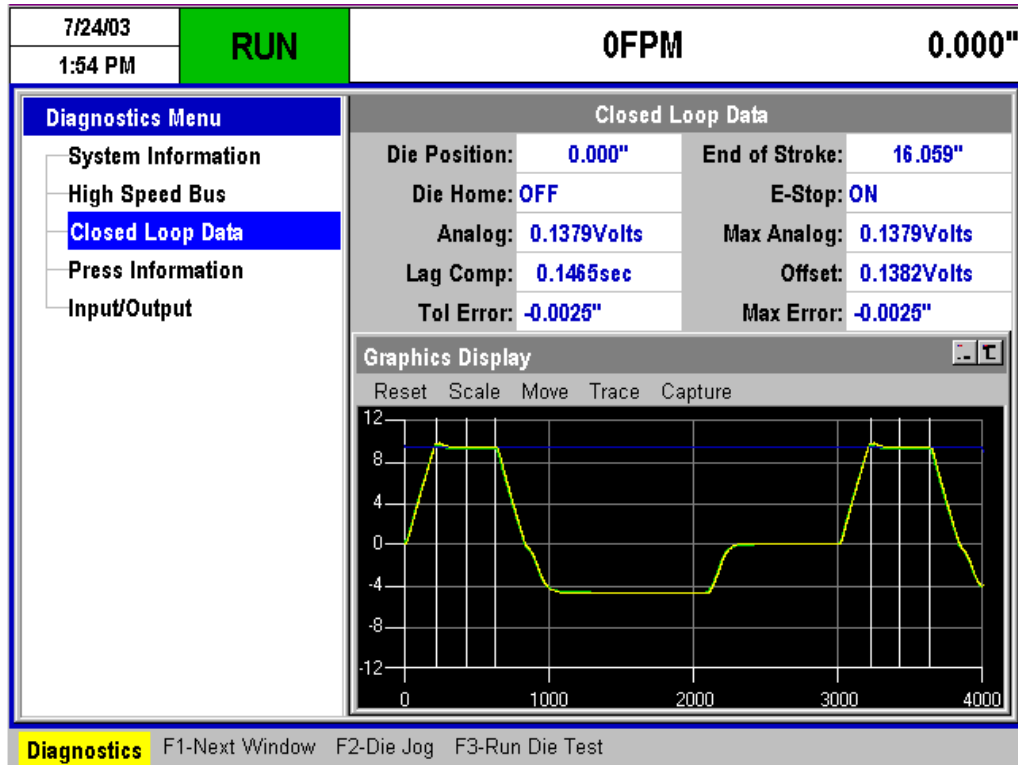 7/24/03
1:54 PM
RUN
0FPM
0.000"
Diagnostics Menu
System Information
High Speed Bus
Closed Loop Data
Press Information
Input/Output
Closed Loop Data
Die Position: 0.000" End of Stroke: 16.059"
Die Home: OFF E-Stop: ON
Analog: 0.1379Volts Max Analog: 0.1379Volts
Lag Comp: 0.1465sec Offset: 0.1382Volts
Tol Error: -0.0025" Max Error: -0.0025"
Graphics Display
Reset Scale Move Trace Capture
12
8
4
0
-4
-8
-12
0 1000 2000 3000 4000
Diagnostics F1-Next Window F2-Die Jog F3-Run Die Test